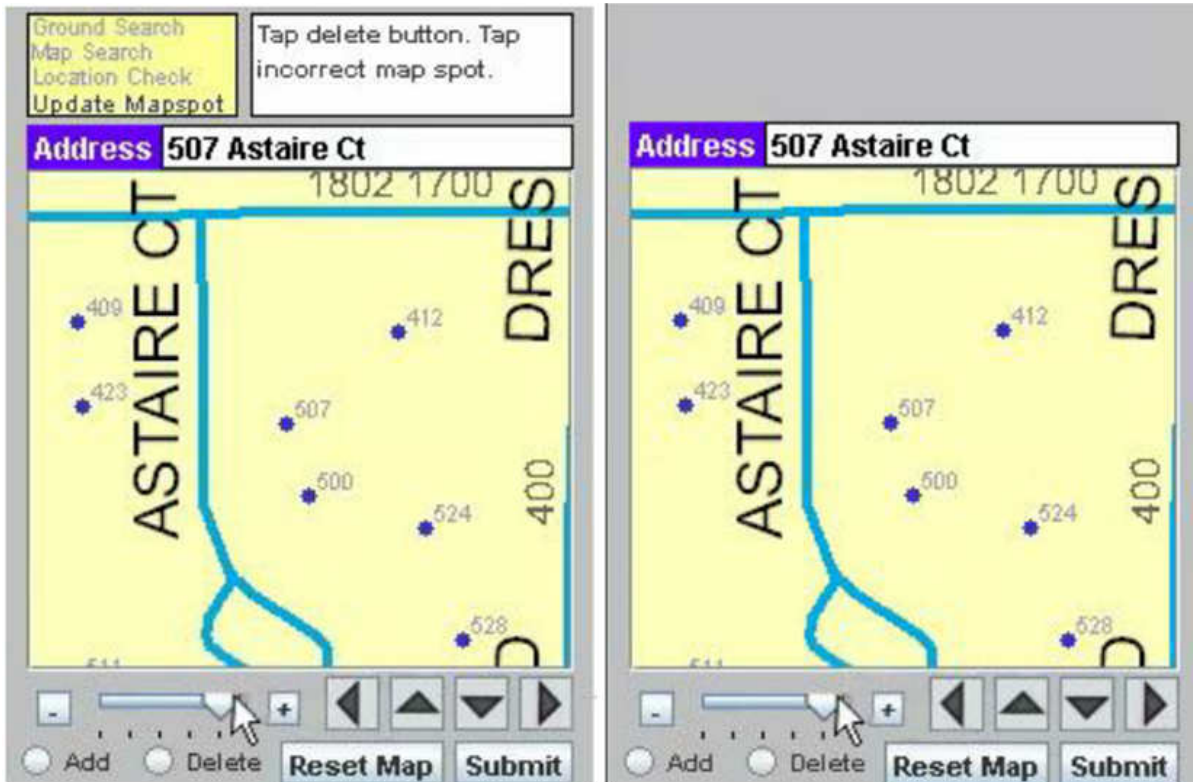 Ground Search
Map Search
Location Check
Update Mapspot
Tap delete button. Tap
incorrect map spot.
Address 507 Astaire Ct
1802 1700
ASTAIRE CT
DRES
409
412
423
507
500
524
400
528
D
511
- +
Add Delete Reset Map Submit
Address 507 Astaire Ct
1802 1700
ASTAIRE CT
DRES
409
412
423
507
500
524
400
528
D
511
- +
Add Delete Reset Map Submit